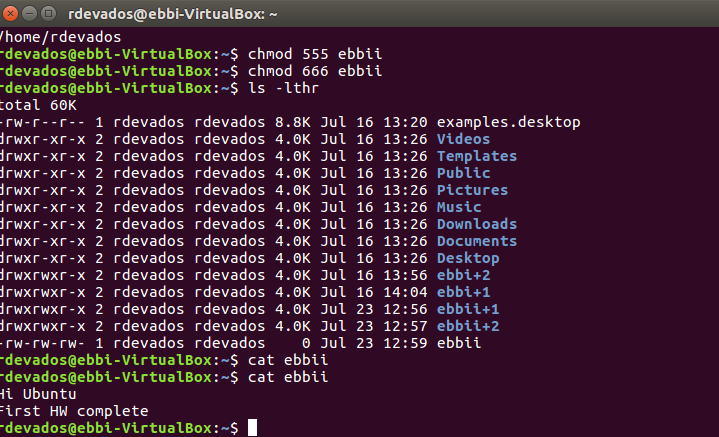 rdevados@ebbi-VirtualBox: ~
/home/rdevados
rdevados@ebbi-VirtualBox:~$ chmod 555 ebbii
rdevados@ebbi-VirtualBox:~$ chmod 666 ebbii
rdevados@ebbi-VirtualBox:~$ ls -lthr
total 60K
-rw-r--r-- 1 rdevados rdevados 8.8K Jul 16 13:20 examples.desktop
drwxr-xr-x 2 rdevados rdevados 4.0K Jul 16 13:26 Videos
drwxr-xr-x 2 rdevados rdevados 4.0K Jul 16 13:26 Templates
drwxr-xr-x 2 rdevados rdevados 4.0K Jul 16 13:26 Public
drwxr-xr-x 2 rdevados rdevados 4.0K Jul 16 13:26 Pictures
drwxr-xr-x 2 rdevados rdevados 4.0K Jul 16 13:26 Music
drwxr-xr-x 2 rdevados rdevados 4.0K Jul 16 13:26 Downloads
drwxr-xr-x 2 rdevados rdevados 4.0K Jul 16 13:26 Documents
drwxr-xr-x 2 rdevados rdevados 4.0K Jul 16 13:26 Desktop
drwxrwxr-x 2 rdevados rdevados 4.0K Jul 16 13:56 ebbi+2
drwxrwxr-x 2 rdevados rdevados 4.0K Jul 16 14:04 ebbi+1
drwxrwxr-x 2 rdevados rdevados 4.0K Jul 23 12:56 ebbii+1
drwxrwxr-x 2 rdevados rdevados 4.0K Jul 23 12:57 ebbii+2
-rw-rw-rw- 1 rdevados rdevados    0 Jul 23 12:59 ebbii
rdevados@ebbi-VirtualBox:~$ cat ebbii
rdevados@ebbi-VirtualBox:~$ cat ebbii
Hi Ubuntu
First HW complete
rdevados@ebbi-VirtualBox:~$